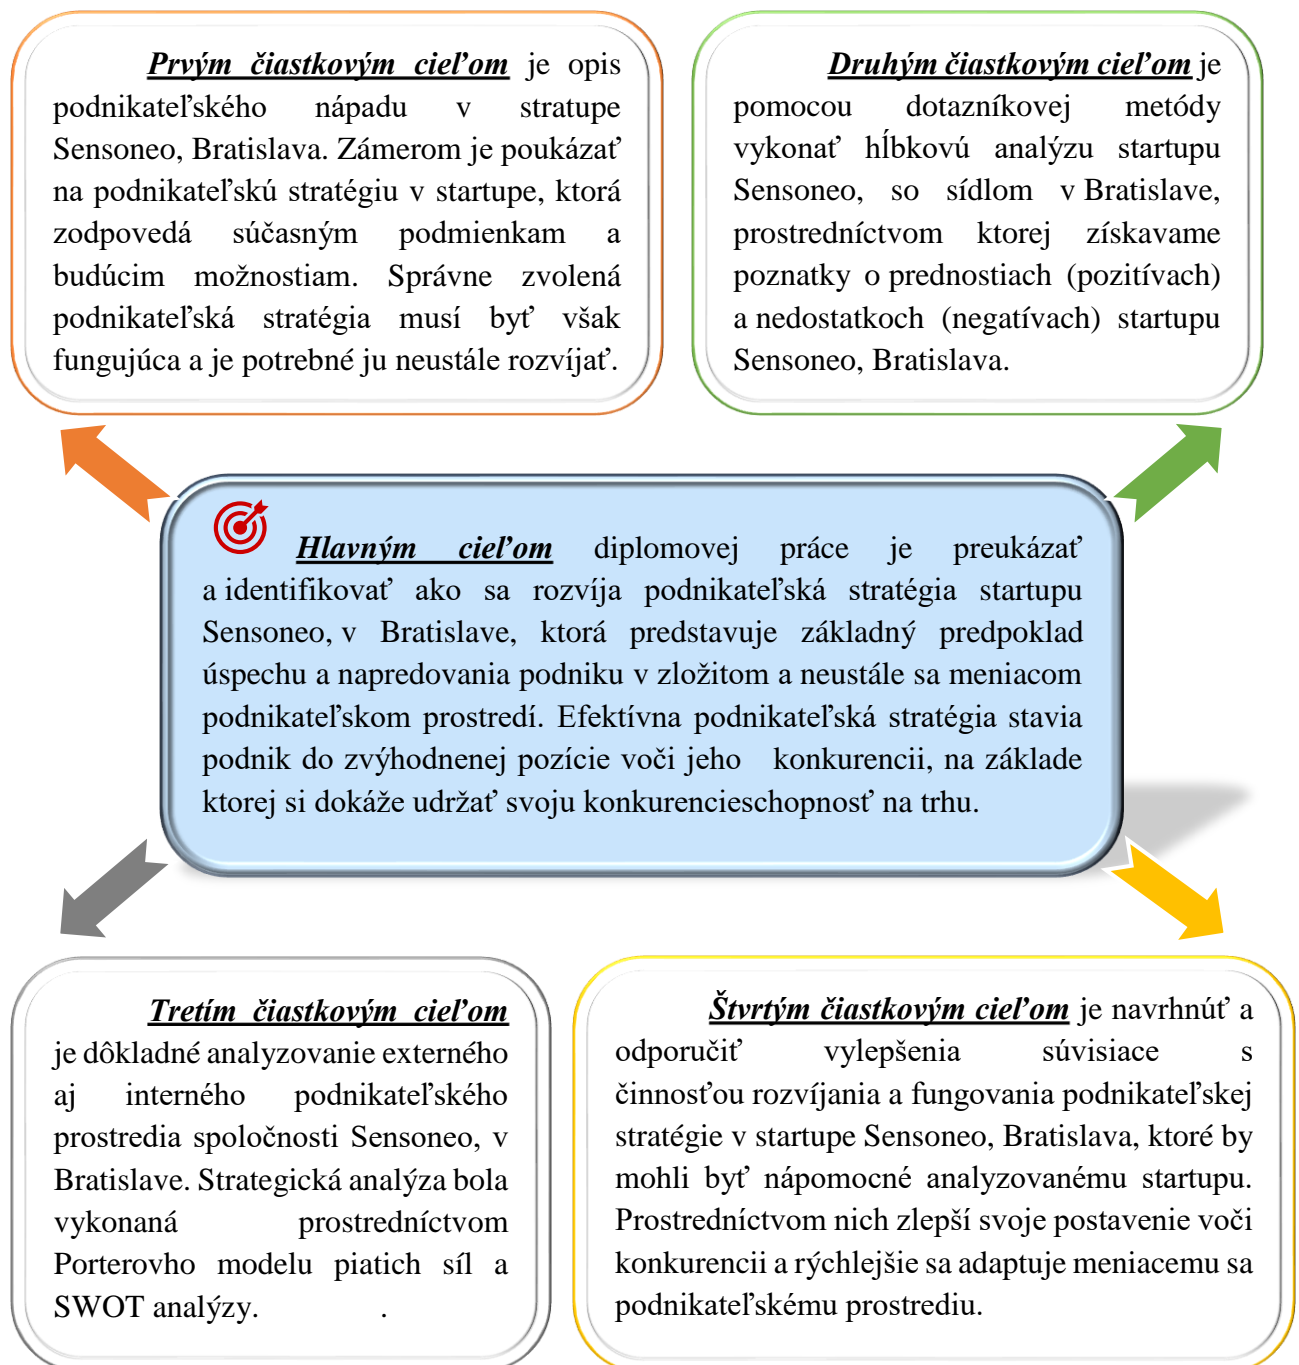 Prvým čiastkovým cieľom je opis
podnikateľského nápadu v stratupe
Sensoneo, Bratislava. Zámerom je poukázať
na podnikateľskú stratégiu v startupe, ktorá
zodpovedá súčasným podmienkam a
budúcim možnostiam. Správne zvolená
podnikateľská stratégia musí byť však
fungujúca a je potrebné ju neustále rozvíjať.
Druhým čiastkovým cieľom je
pomocou dotazníkovej metódy
vykonať hĺbkovú analýzu startupu
Sensoneo, so sídlom v Bratislave,
prostredníctvom ktorej získavame
poznatky o prednostiach (pozitívach)
a nedostatkoch (negatívach) startupu
Sensoneo, Bratislava.
Hlavným cieľom diplomovej práce je preukázať
a identifikovať ako sa rozvíja podnikateľská stratégia startupu
Sensoneo, v Bratislave, ktorá predstavuje základný predpoklad
úspechu a napredovania podniku v zložitom a neustále sa meniacom
podnikateľskom prostredí. Efektívna podnikateľská stratégia stavia
podnik do zvýhodnenej pozície voči jeho konkurencii, na základe
ktorej si dokáže udržať svoju konkurencieschopnosť na trhu.
Tretím čiastkovým cieľom
je dôkladné analyzovanie externého
aj interného podnikateľského
prostredia spoločnosti Sensoneo, v
Bratislave. Strategická analýza bola
vykonaná prostredníctvom
Porterovho modelu piatich síl a
SWOT analýzy. .
Štvrtým čiastkovým cieľom je navrhnúť a
odporučiť vylepšenia súvisiace s
činnosťou rozvíjania a fungovania podnikateľskej
stratégie v startupe Sensoneo, Bratislava, ktoré by
mohli byť nápomocné analyzovanému startupu.
Prostredníctvom nich zlepší svoje postavenie voči
konkurencii a rýchlejšie sa adaptuje meniacemu sa
podnikateľskému prostrediu.